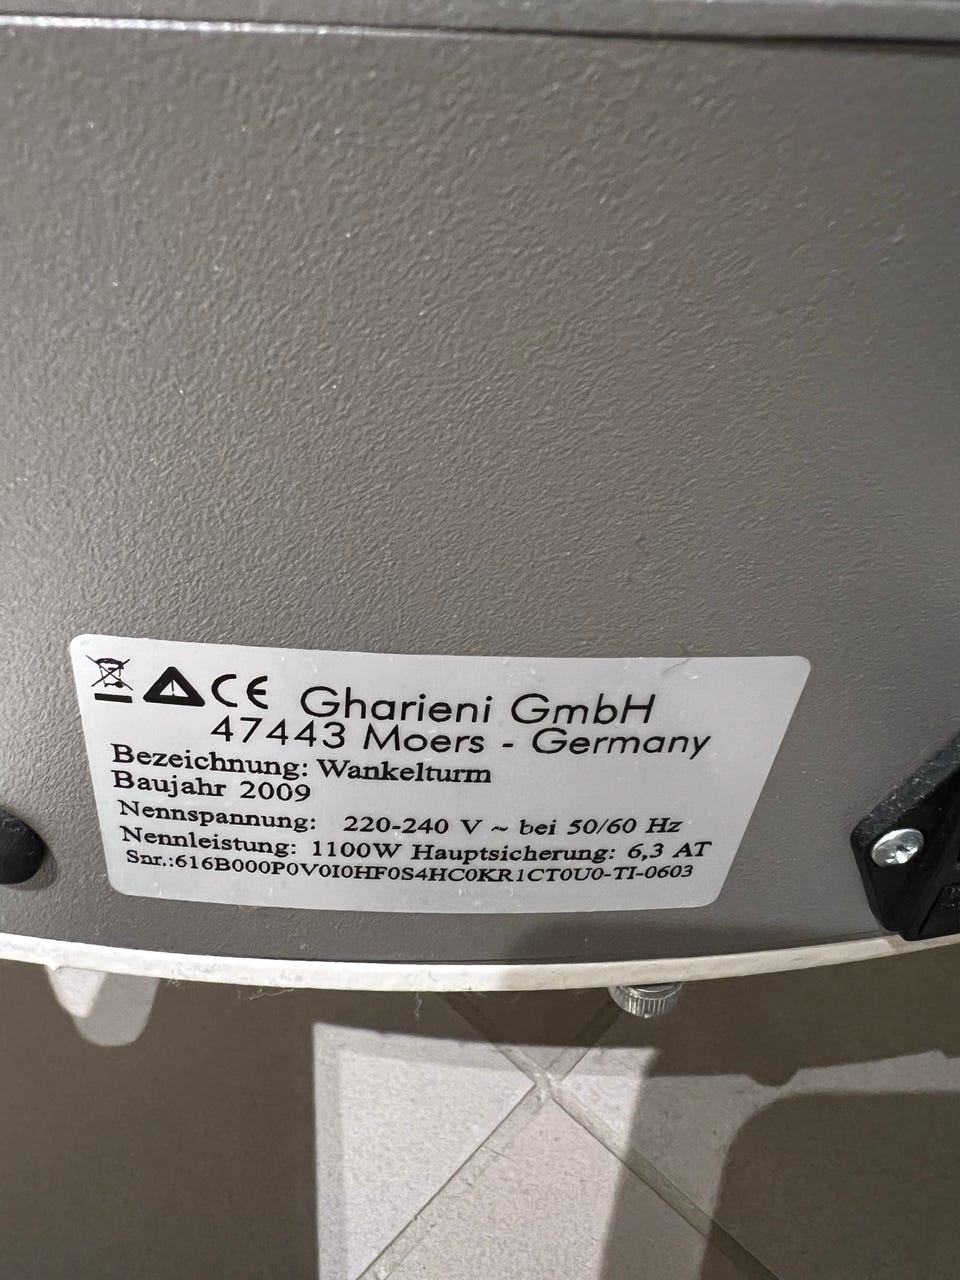 CE Gharieni GmbH
47443 Moers - Germany
Bezeichnung: Wankelturm
Baujahr 2009
Nennspannung: 220-240 V ~ bei 50/60 Hz
Nennleistung: 1100W Hauptsicherung: 6,3 AT
Snr.:616B000P0V0I0HF0S4HC0KR1CT0U0-TI-0603